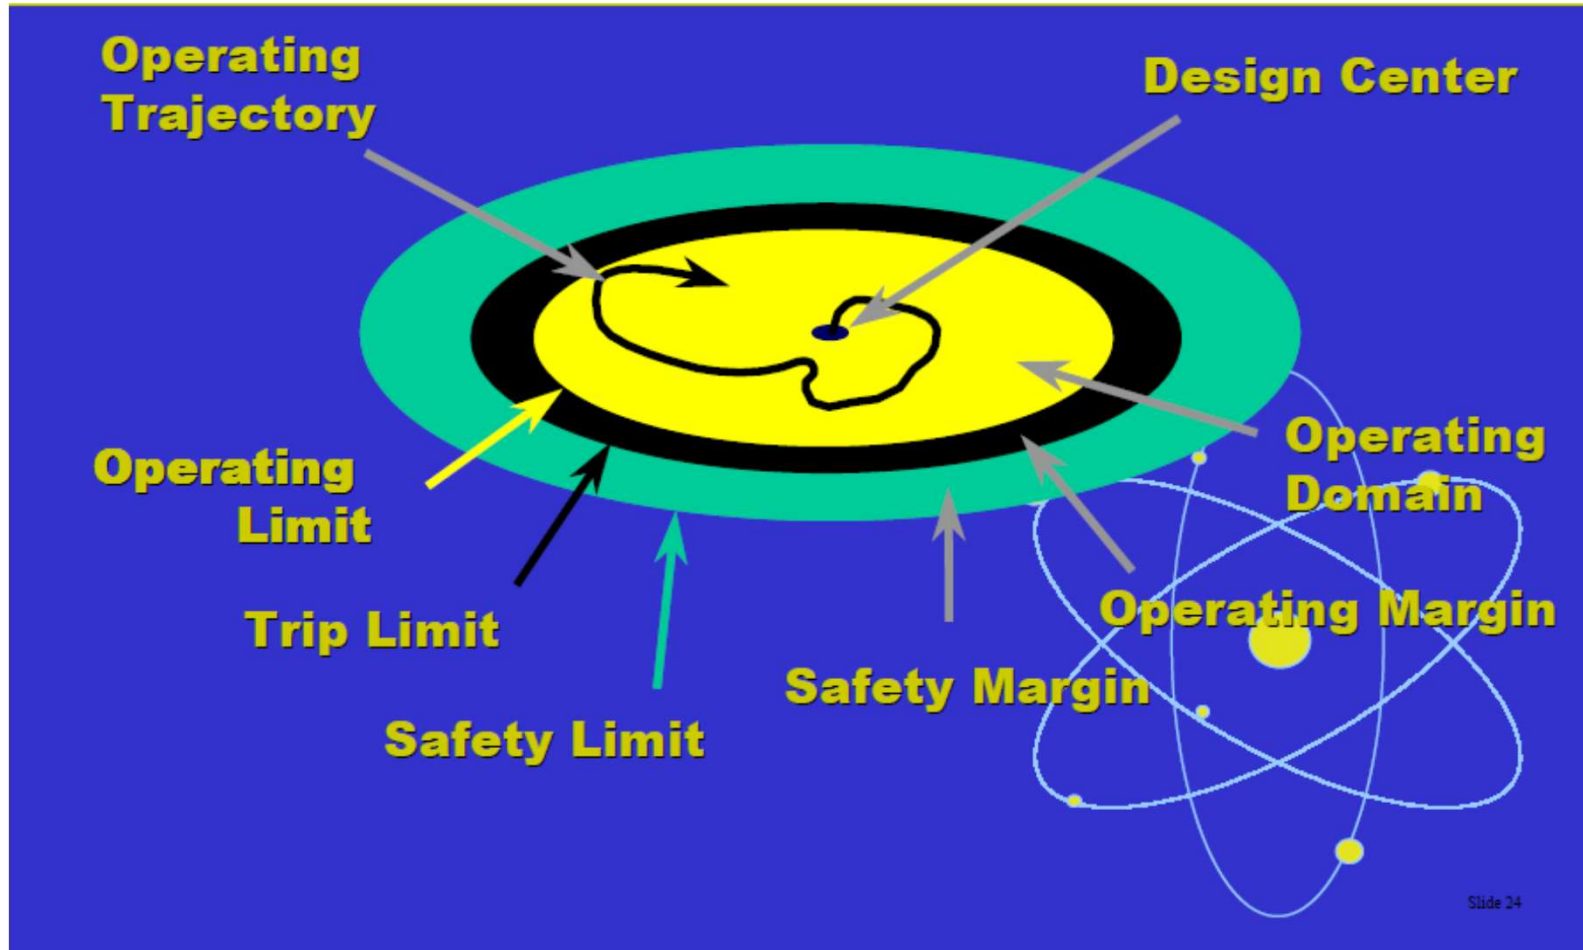 Operating
Trajectory
Design Center
Operating
Limit
Operating
Domain
Trip Limit
Operating Margin
Safety Margin
Safety Limit
Slide 24